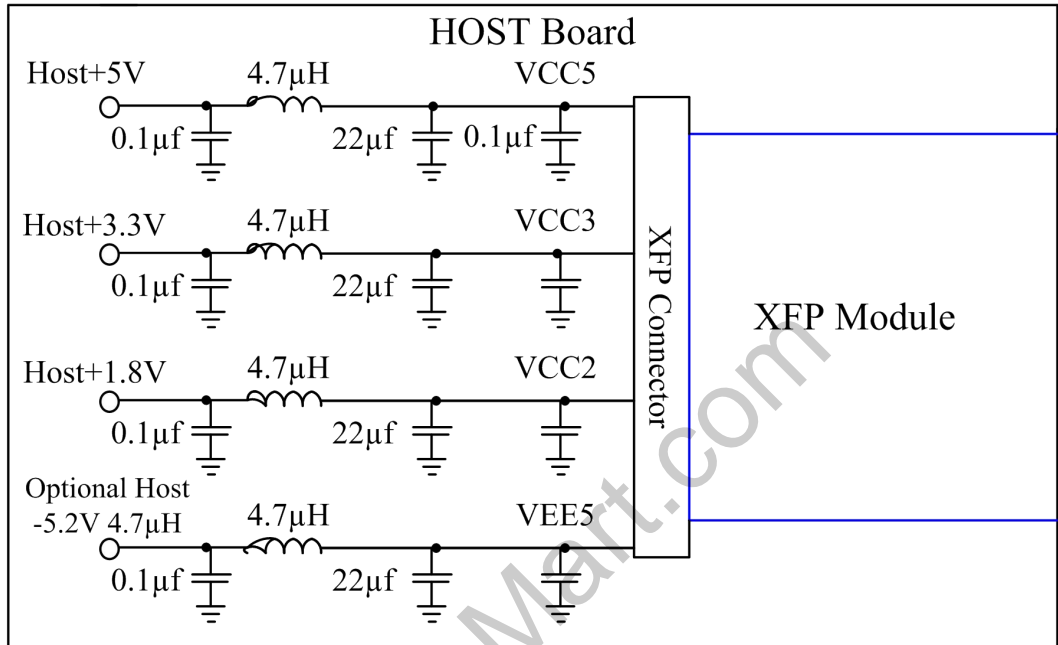 HOST Board
Host+5V 4.7μH VCC5
0.1μf 22μf 0.1μf
Host+3.3V 4.7μH VCC3
0.1μf 22μf
Host+1.8V 4.7μH VCC2
0.1μf 22μf
Optional Host
-5.2V 4.7μH 4.7μH VEE5
0.1μf 22μf
XFP Connector
XFP Module
Mart.com